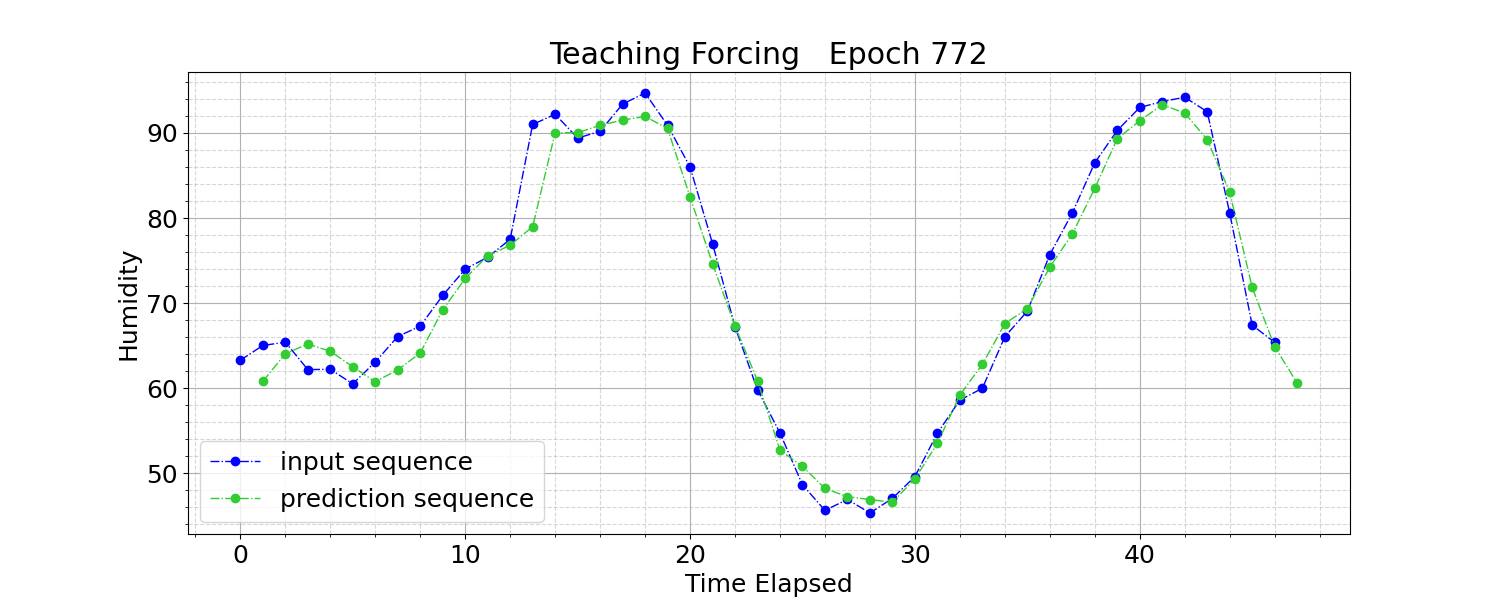 Teaching Forcing   Epoch 772
Humidity
90
80
70
60
50
input sequence
prediction sequence
0 10 20 30 40
Time Elapsed